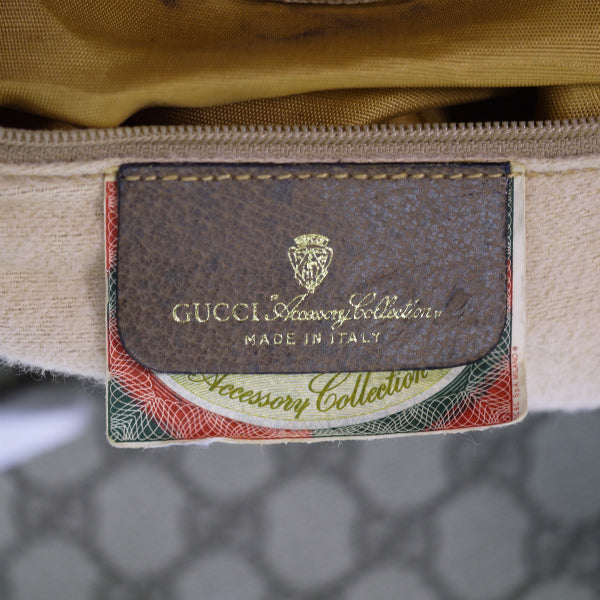 GUCCI "Accessory Collection"
MADE IN ITALY
Accessory Collection